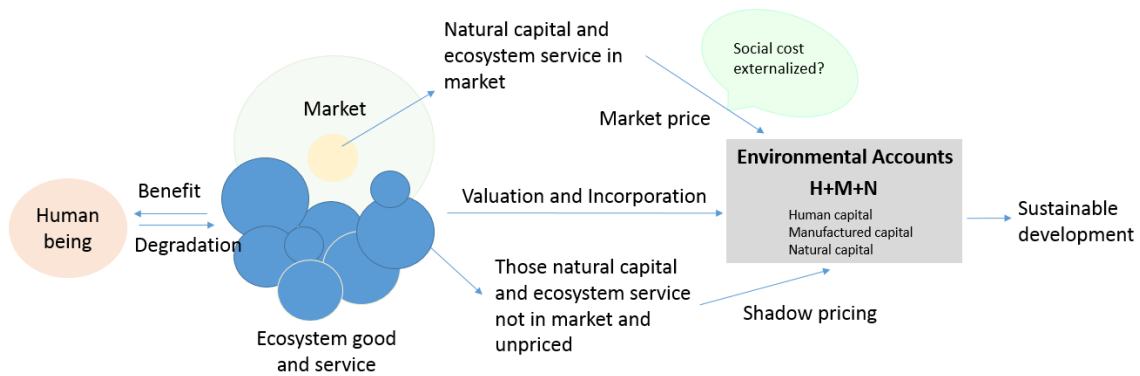 Natural capital and
ecosystem service in
market
Social cost
externalized?
Market
Market price
Environmental Accounts
H+M+N
Human capital
Manufactured capital
Natural capital
Benefit
Degradation
Human
being
Valuation and Incorporation
Sustainable
development
Those natural capital
and ecosystem service
not in market and
unpriced
Shadow pricing
Ecosystem good
and service